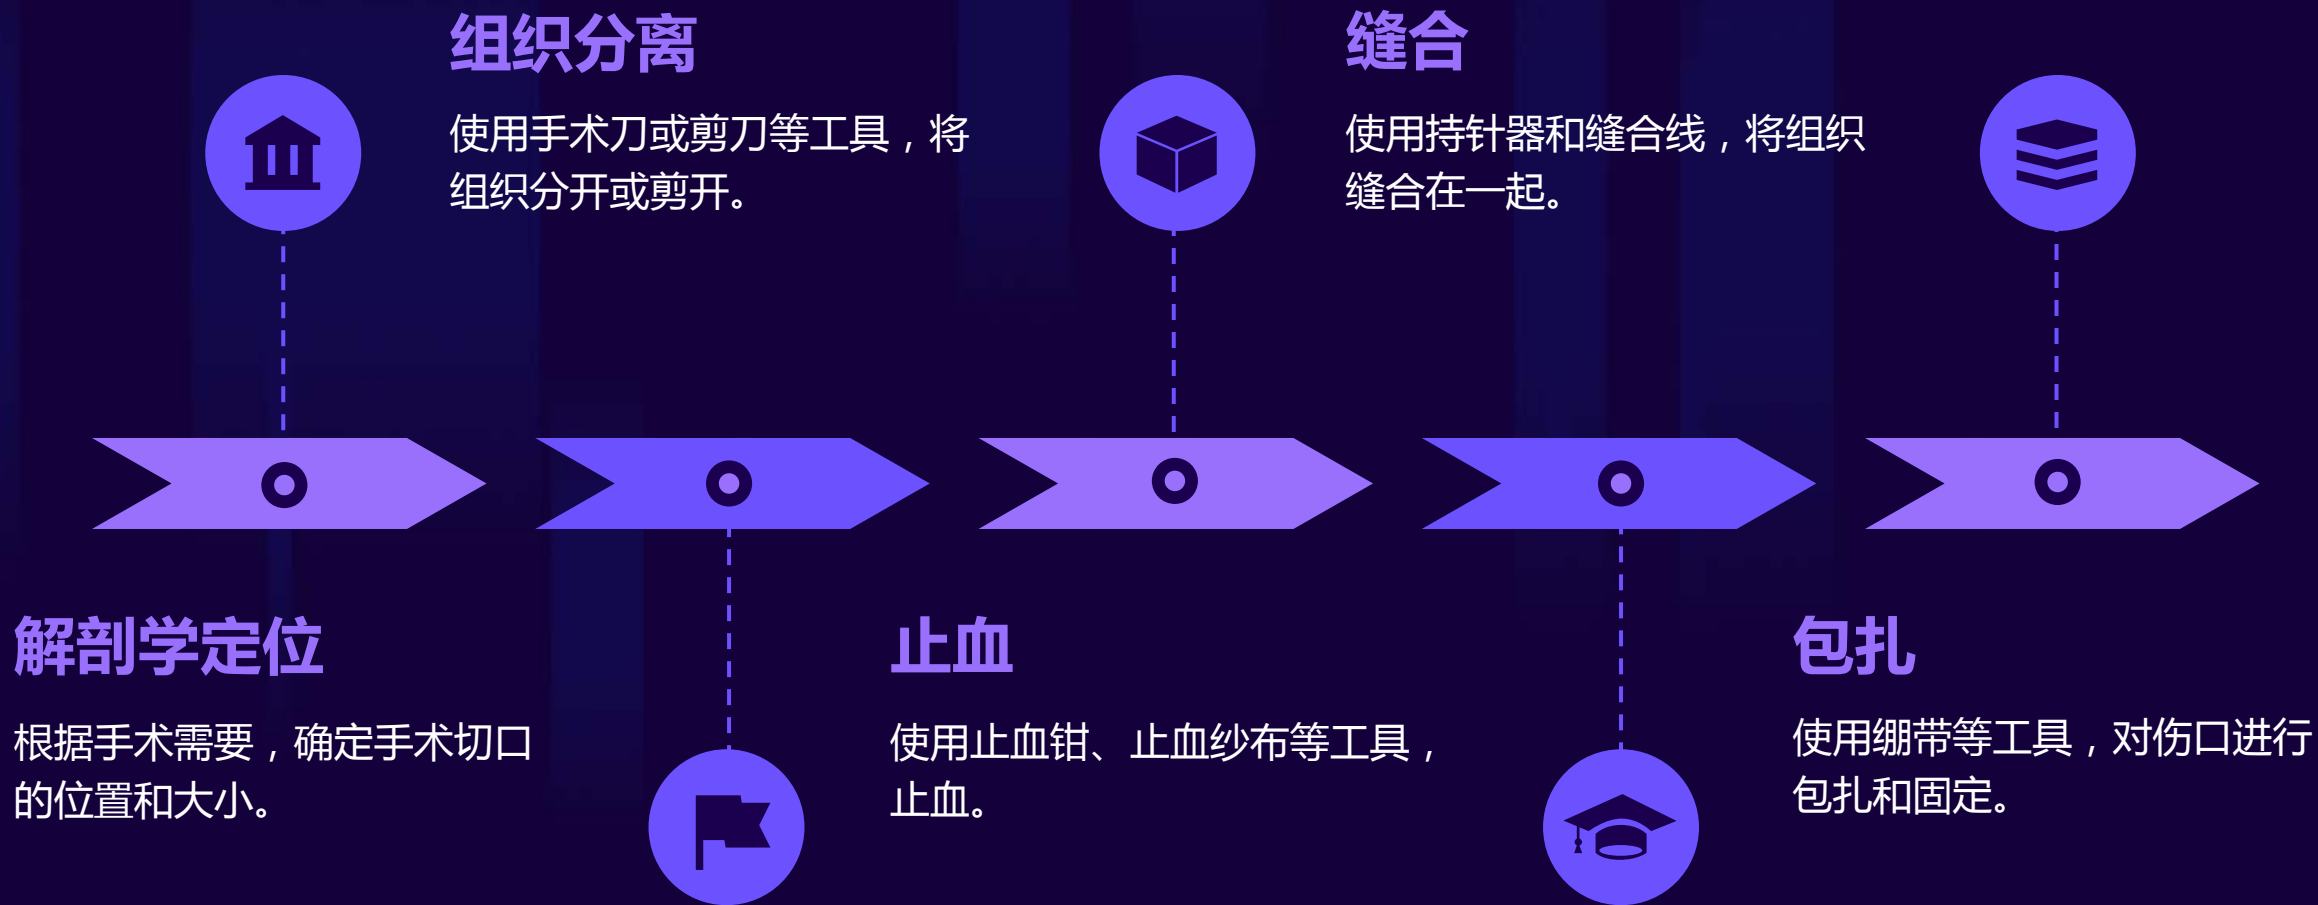 组织分离
使用手术刀或剪刀等工具，将
组织分开或剪开。
缝合
使用持针器和缝合线，将组织
缝合在一起。
解剖学定位
根据手术需要，确定手术切口
的位置和大小。
止血
使用止血钳、止血纱布等工具，
止血。
包扎
使用绷带等工具，对伤口进行
包扎和固定。